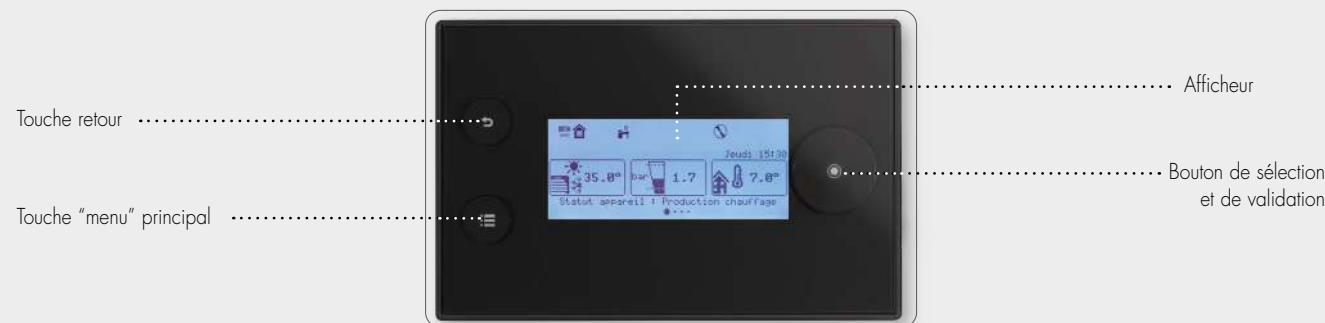 Afficheur
Touche retour
Jeudi 15:30
35.0° bar 1.7 7.0°
Bouton de sélection
et de validation
Statut appareil : Production chauffage
Touche “menu” principal